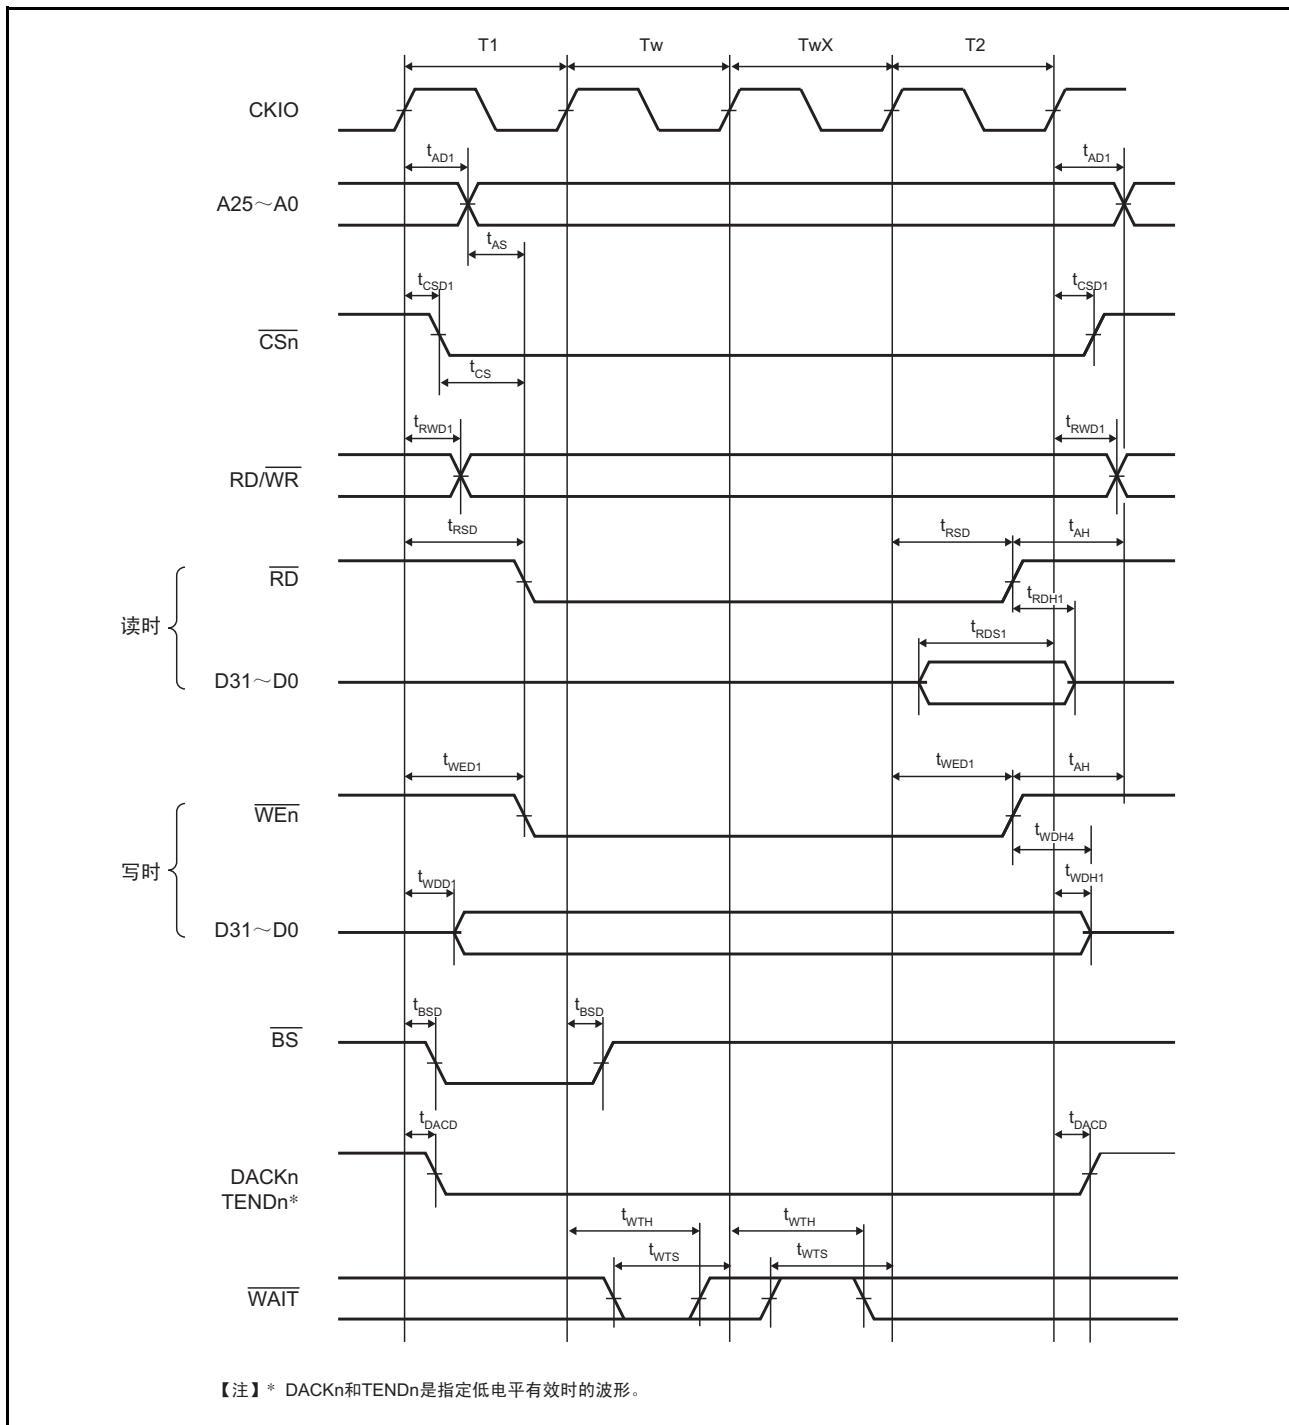 T1 Tw TwX T2
CKIO
tAD1 tAD1
A25～A0
tAS
tCSD1 tCSD1
CSn
tCS
tRWD1 tRWD1
RD/WR
tRSD tRSD tAH
RD
tRDH1
读时
tRDS1
D31～D0
tWED1 tWED1 tAH
WEn
tWDH4
写时
tWDD1 tWDH1
D31～D0
tBSD tBSD
BS
tDACD tDACD
DACKn
TENDn*
tWTH tWTH
tWTS tWTS
WAIT
【注】* DACKn和TENDn是指定低电平有效时的波形。